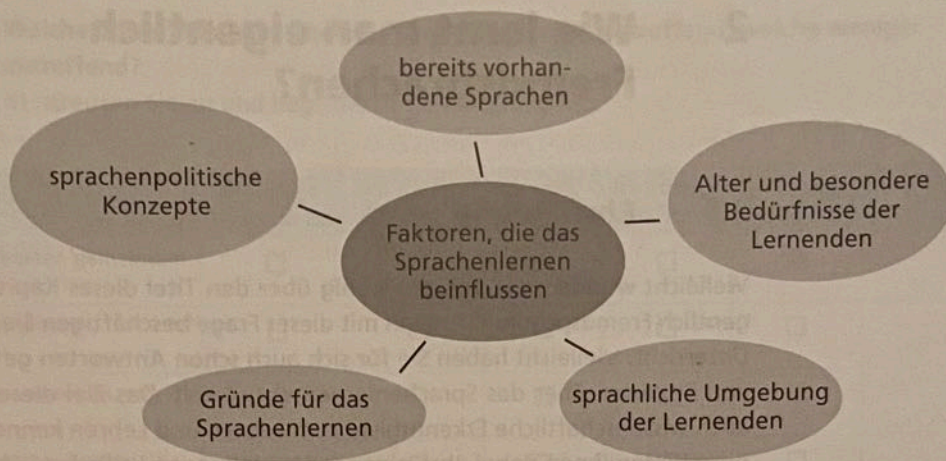 bereits vorhan-
dene Sprachen
sprachenpolitische
Konzepte
Alter und besondere
Bedürfnisse der
Lernenden
Faktoren, die das
Sprachenlernen
beinflussen
Gründe für das
Sprachenlernen
sprachliche Umgebung
der Lernenden